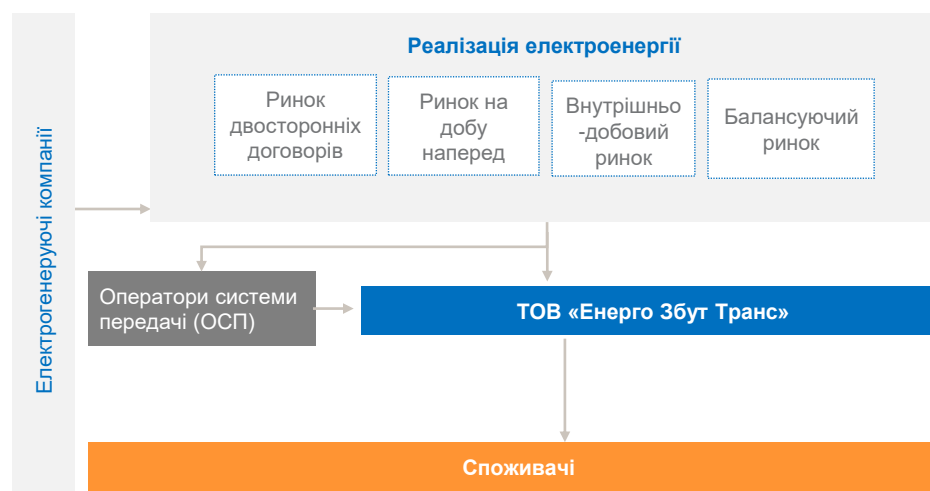 Електрогенеруючі компанії
Реалізація електроенергії
Ринок
двосторонніх
договорів
Ринок на
добу
наперед
Внутрішньо
-добовий
ринок
Балансуючий
ринок
Оператори системи
передачі (ОСП)
ТОВ «Енерго Збут Транс»
Споживачі